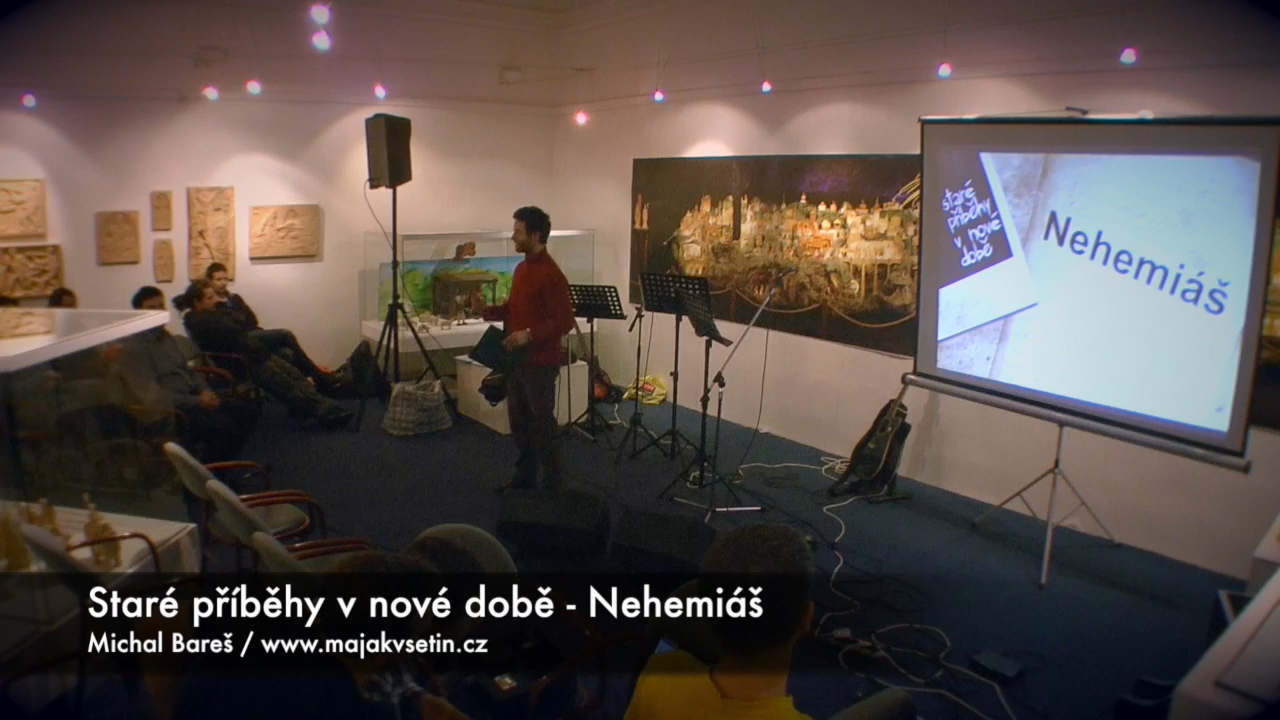 staré
příběhy
v nové
době
Nehemiáš
Staré příběhy v nové době - Nehemiáš
Michal Bareš / www.majakvsetin.cz